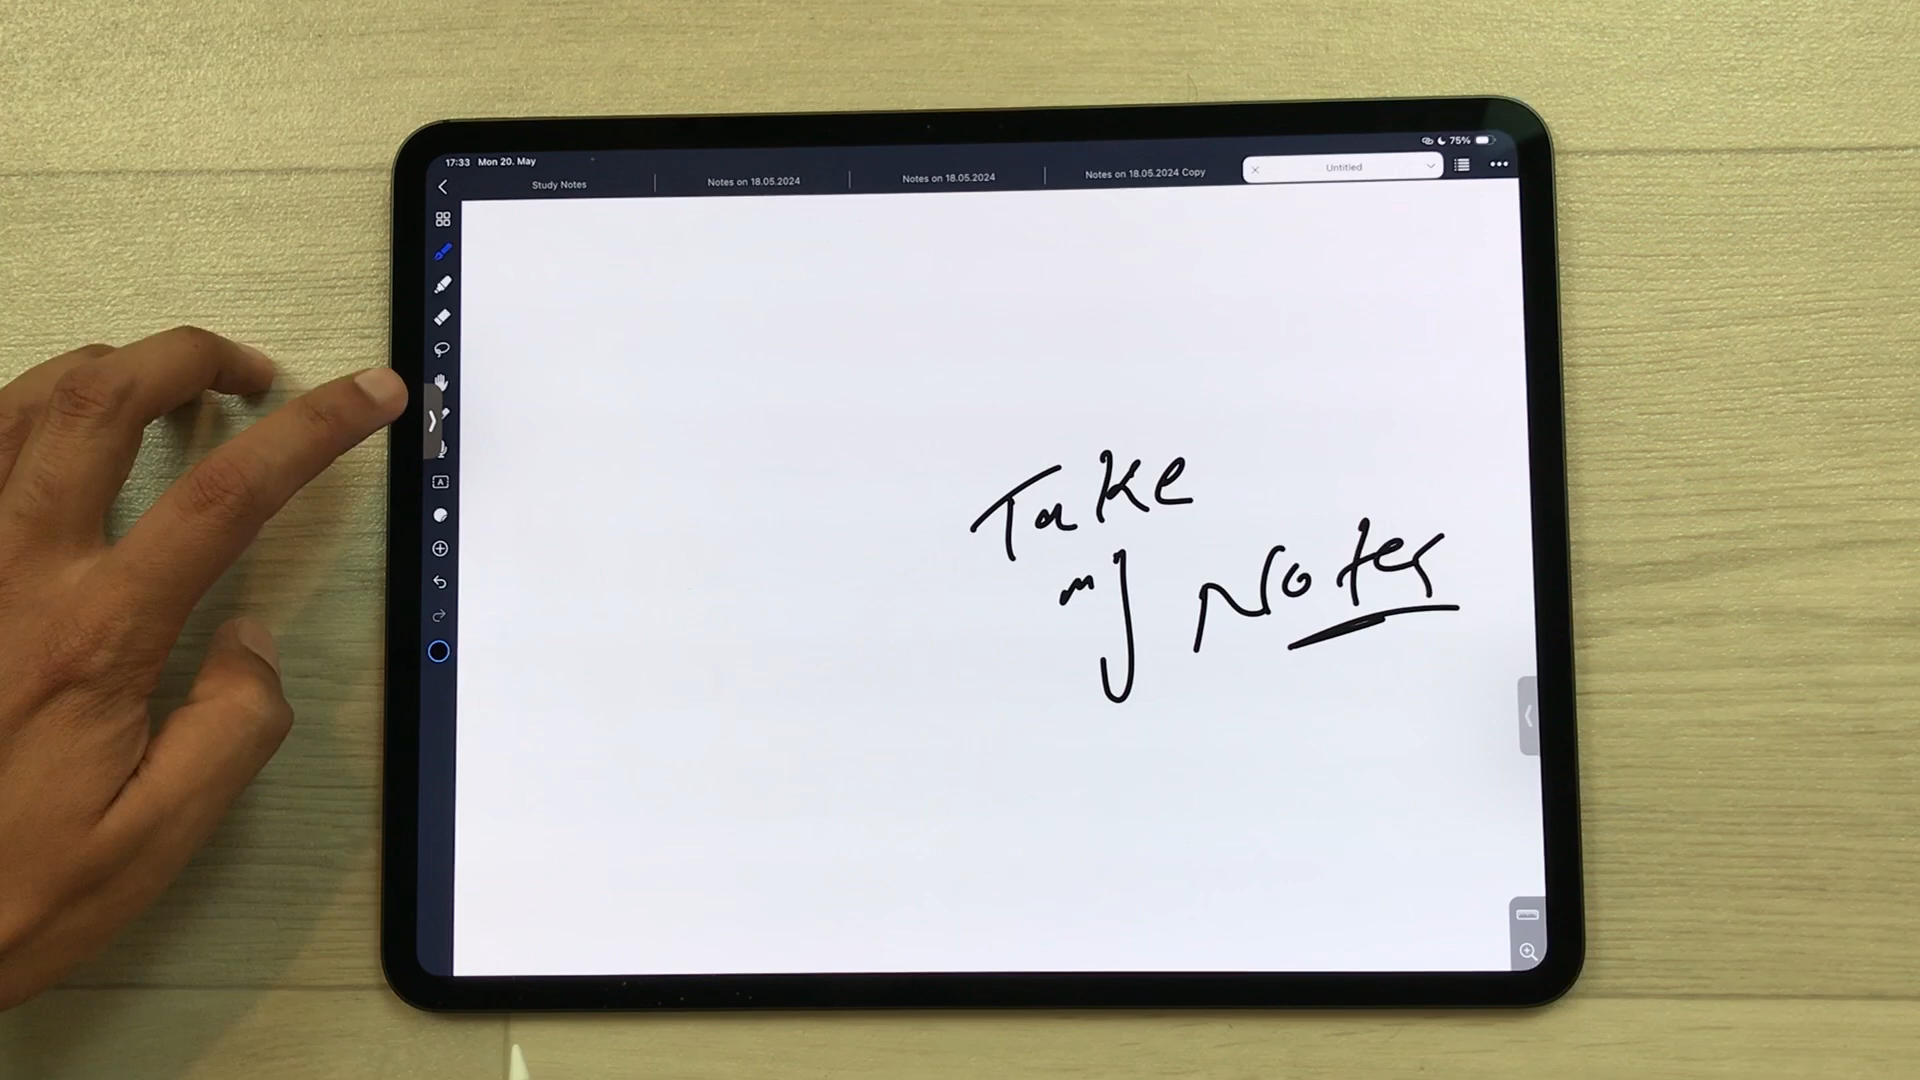 17:33 Mon 20. May
75%
Study Notes
Notes on 18.05.2024
Notes on 18.05.2024
Notes on 18.05.2024 Copy
Untitled
A
Take
my Notes